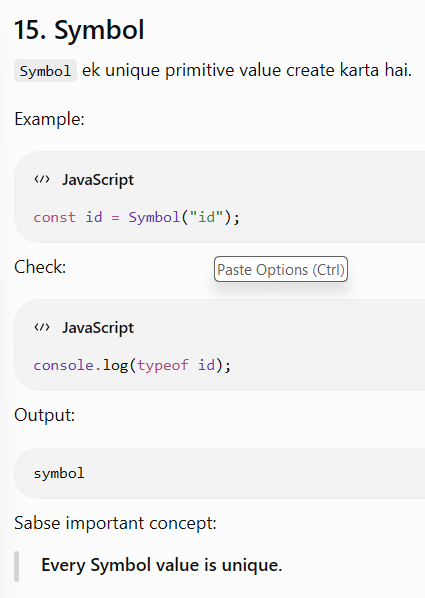 15. Symbol
Symbol ek unique primitive value create karta hai.
Example:
</> JavaScript
const id = Symbol("id");
Check:
Paste Options (Ctrl)
</> JavaScript
console.log(typeof id);
Output:
symbol
Sabse important concept:
Every Symbol value is unique.